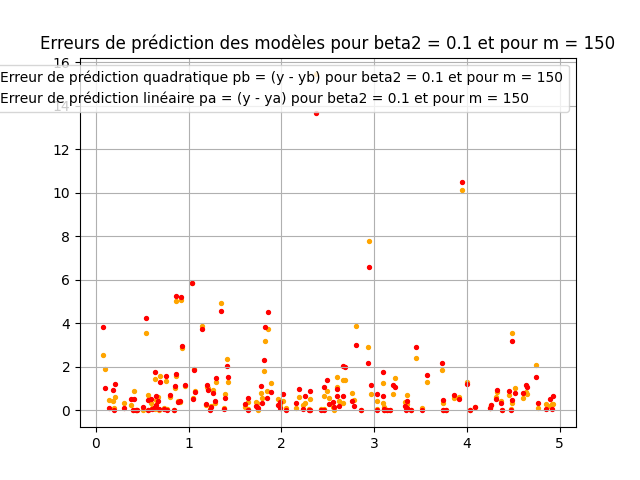 Erreurs de prédiction des modèles pour beta2 = 0.1 et pour m = 150
Erreur de prédiction quadratique pb = (y - yb) pour beta2 = 0.1 et pour m = 150
Erreur de prédiction linéaire pa = (y - ya) pour beta2 = 0.1 et pour m = 150
16
14
12
10
8
6
4
2
0
0 1 2 3 4 5